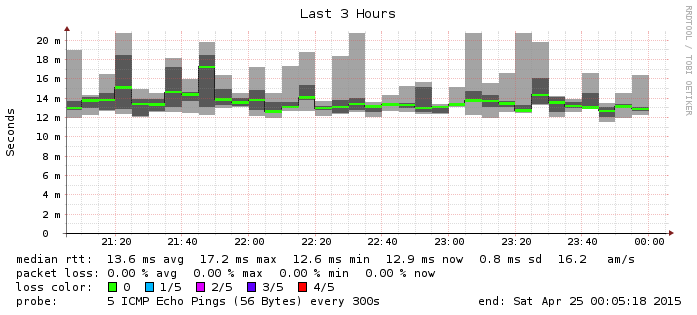 Last 3 Hours
RRDTOOL / TOBI OETIKER
Seconds
20 m
18 m
16 m
14 m
12 m
10 m
8 m
6 m
4 m
2 m
0
21:20 21:40 22:00 22:20 22:40 23:00 23:20 23:40 00:00
median rtt: 13.6 ms avg 17.2 ms max 12.6 ms min 12.9 ms now 0.8 ms sd 16.2 am/s
packet loss: 0.00 % avg 0.00 % max 0.00 % min 0.00 % now
loss color: 0 1/5 2/5 3/5 4/5
probe: 5 ICMP Echo Pings (56 Bytes) every 300s end: Sat Apr 25 00:05:18 2015